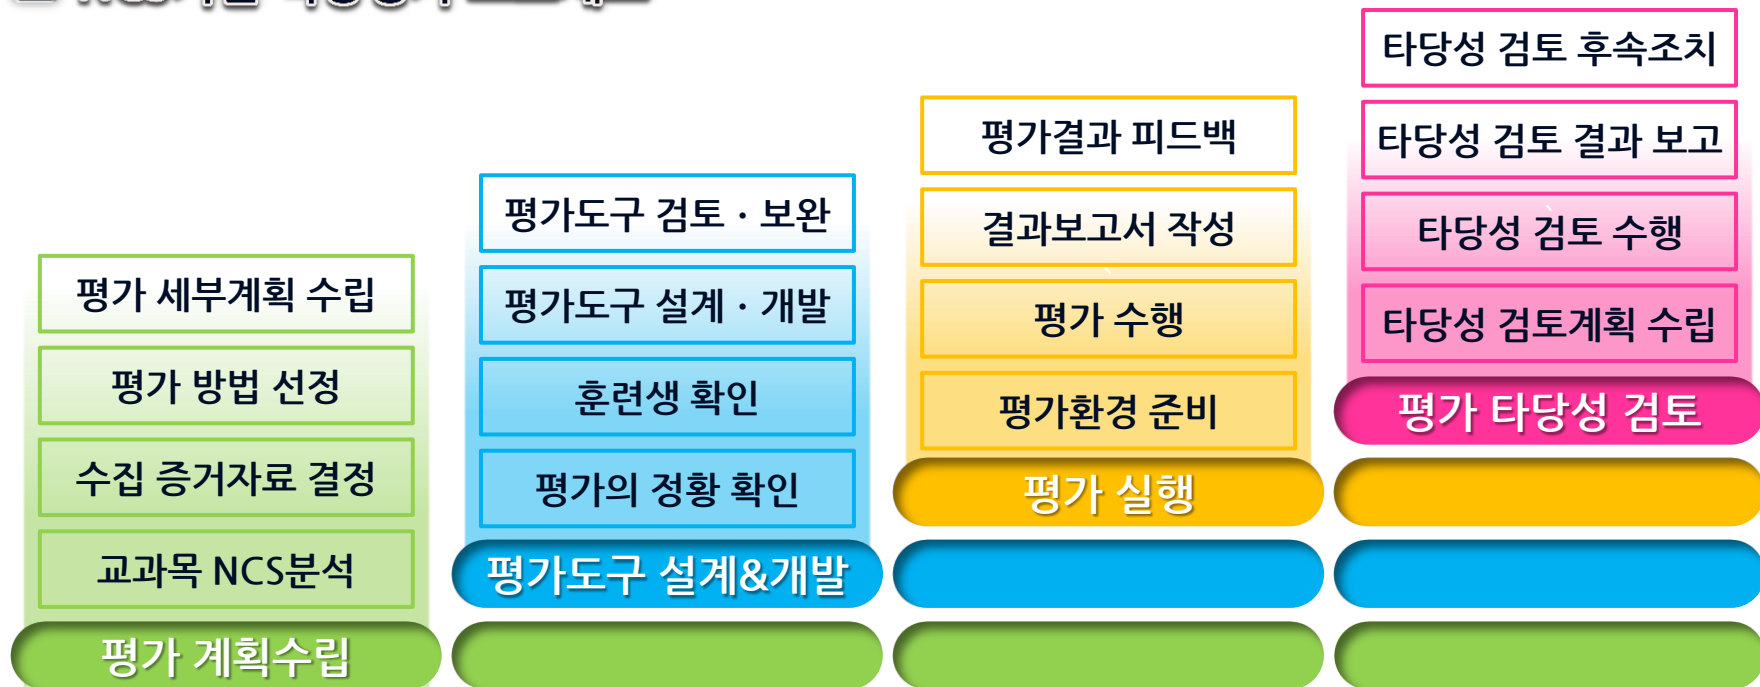 타당성 검토 후속조치
타당성 검토 결과 보고
타당성 검토 수행
타당성 검토계획 수립
평가 타당성 검토
평가결과 피드백
결과보고서 작성
평가 수행
평가환경 준비
평가 실행
평가도구 검토 · 보완
평가도구 설계 · 개발
훈련생 확인
평가의 정황 확인
평가도구 설계&개발
평가 세부계획 수립
평가 방법 선정
수집 증거자료 결정
교과목 NCS분석
평가 계획수립